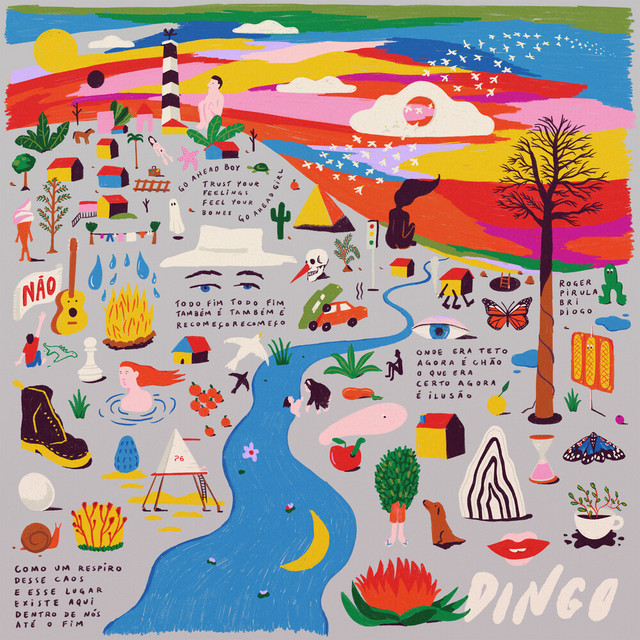 GO AHEAD BOY
TRUST YOUR
FEELINGS
FEEL YOUR
BONES
GO AHEAD GIRL
NÃO
TODO FIM TODO FIM
TAMBÉM É TAMBÉM É
RECOMEÇO RECOMEÇO
ROGER
PIRULA
BRI
DIOGO
ONDE ERA TETO
AGORA É CHÃO
O QUE ERA
CERTO AGORA
É ILUSÃO
76
COMO UM RESPIRO
DESSE CAOS
E ESSE LUGAR
EXISTE AQUI
DENTRO DE NÓS
ATÉ O FIM
DINGO